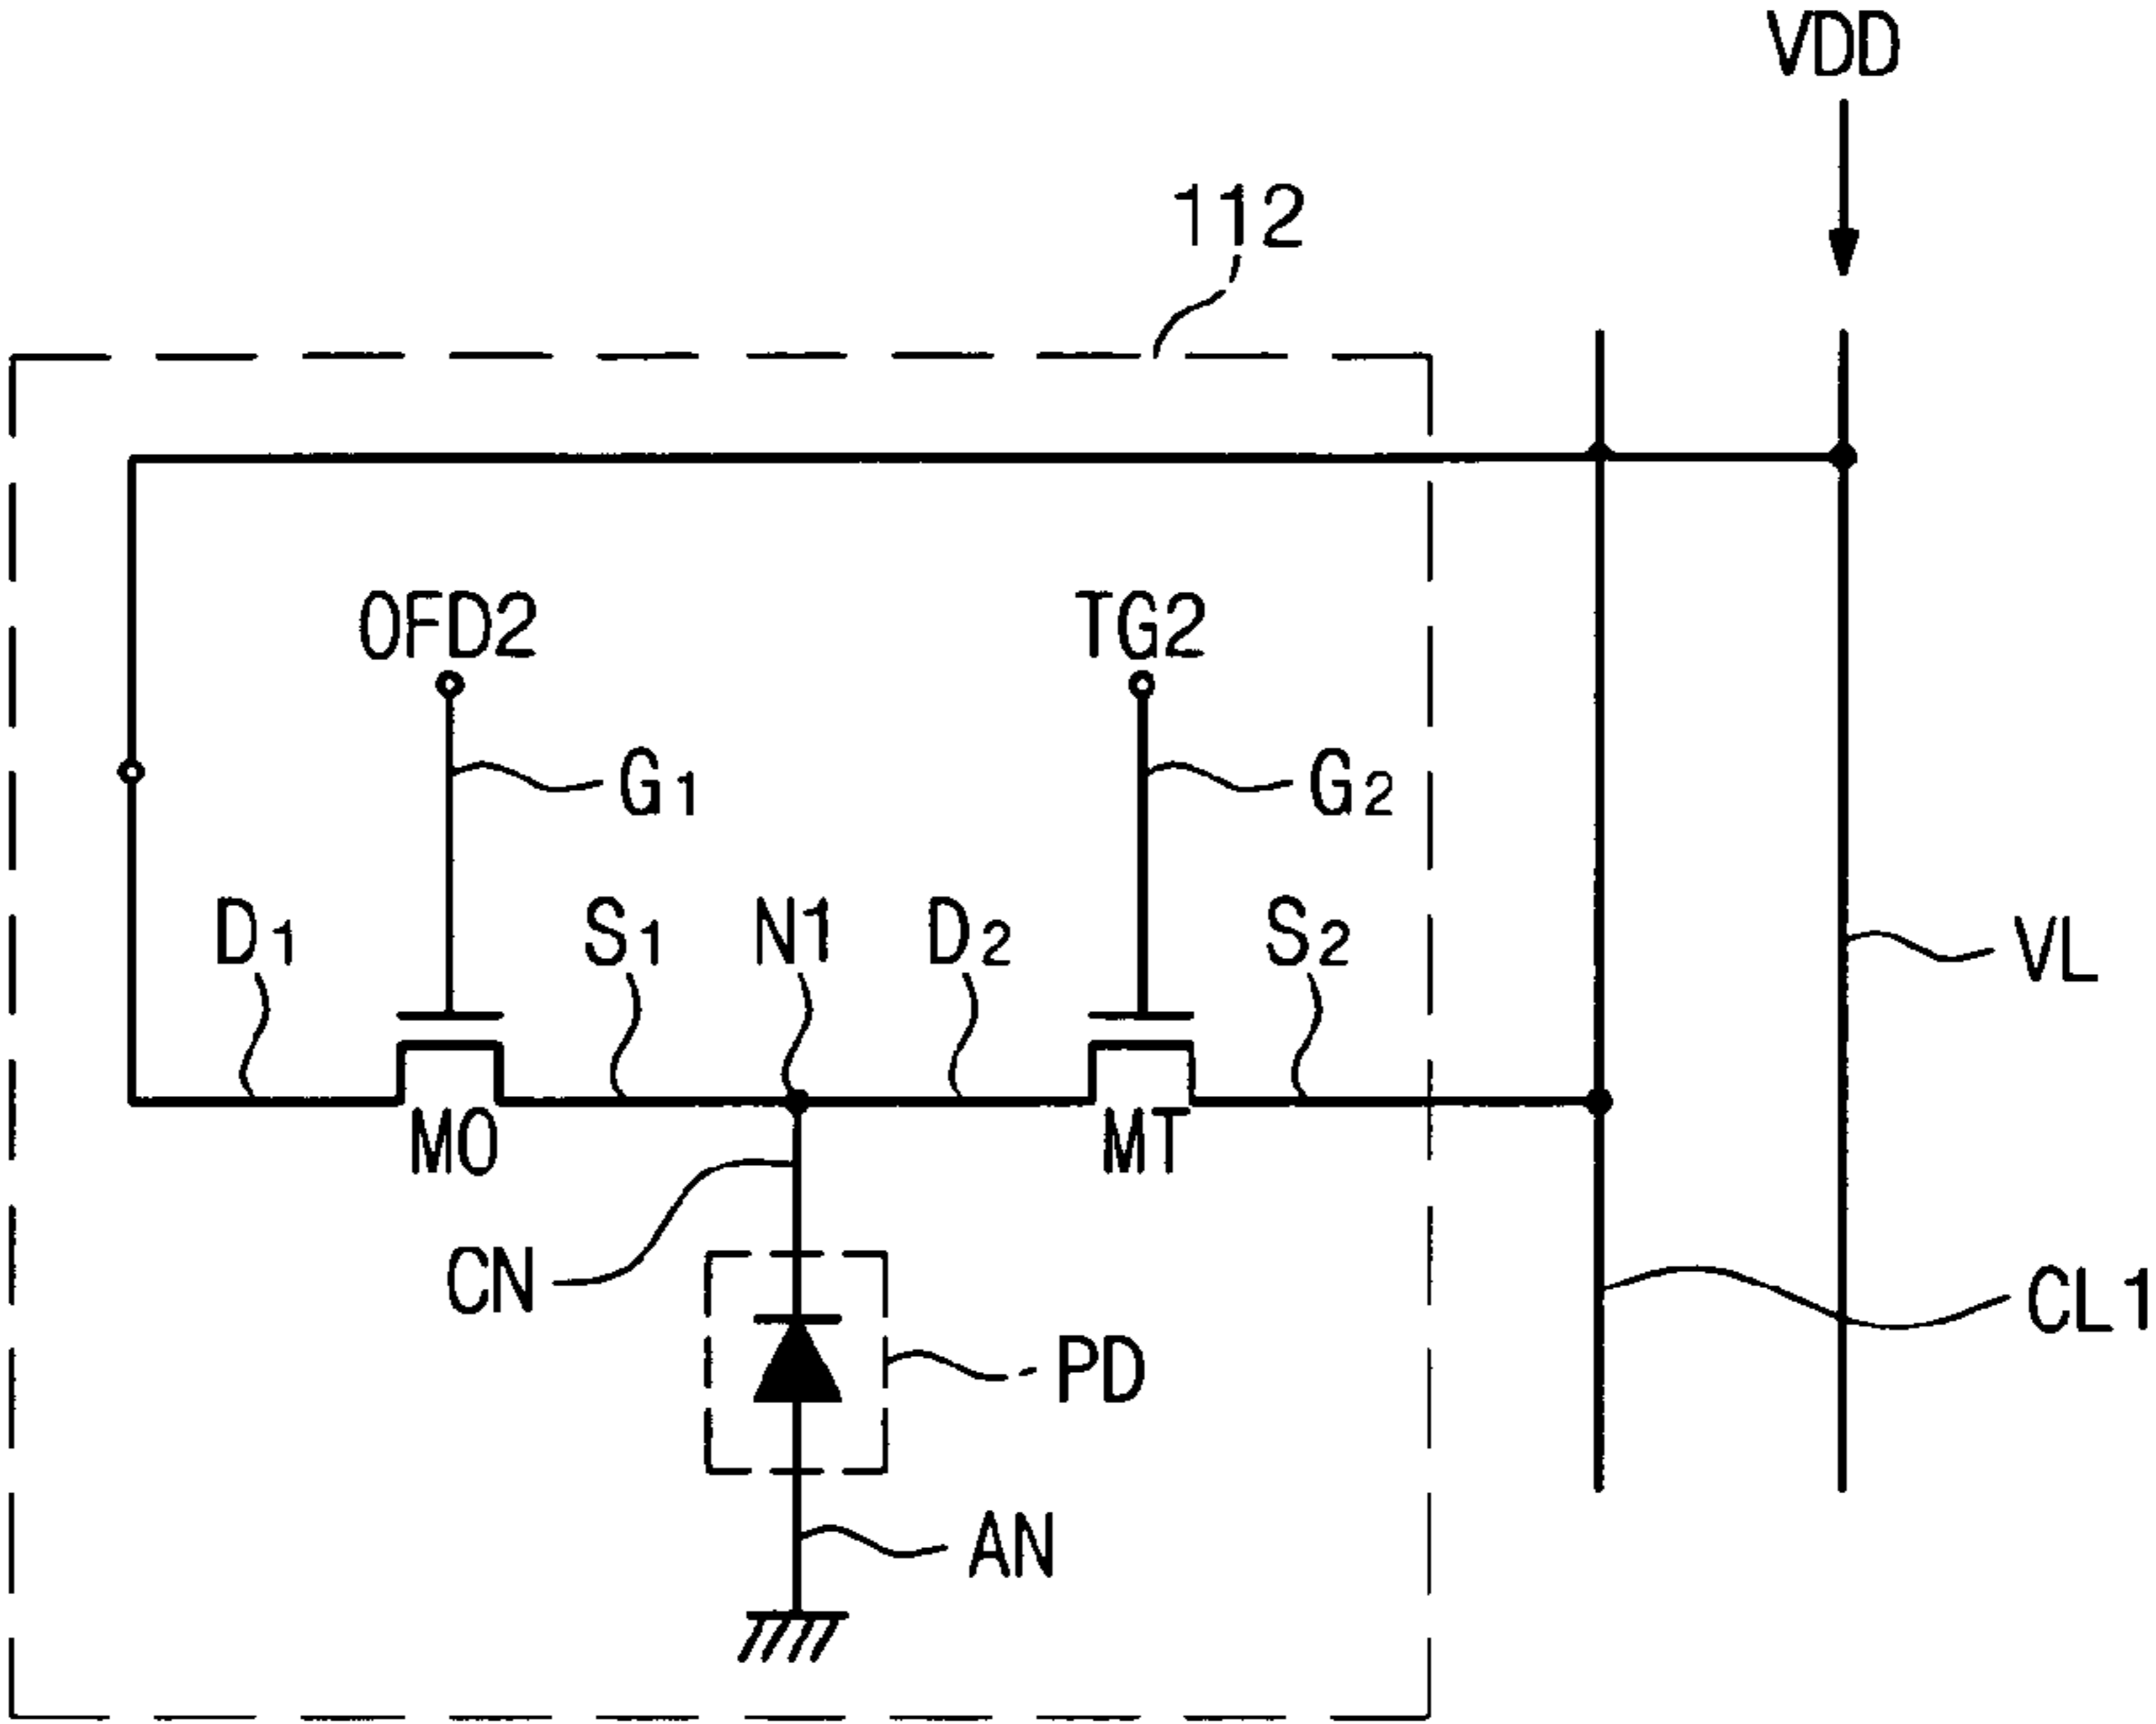 VDD
112
OFD2
TG2
G1
G2
D1
S1
N1
D2
S2
VL
MO
MT
CN
CL1
PD
AN